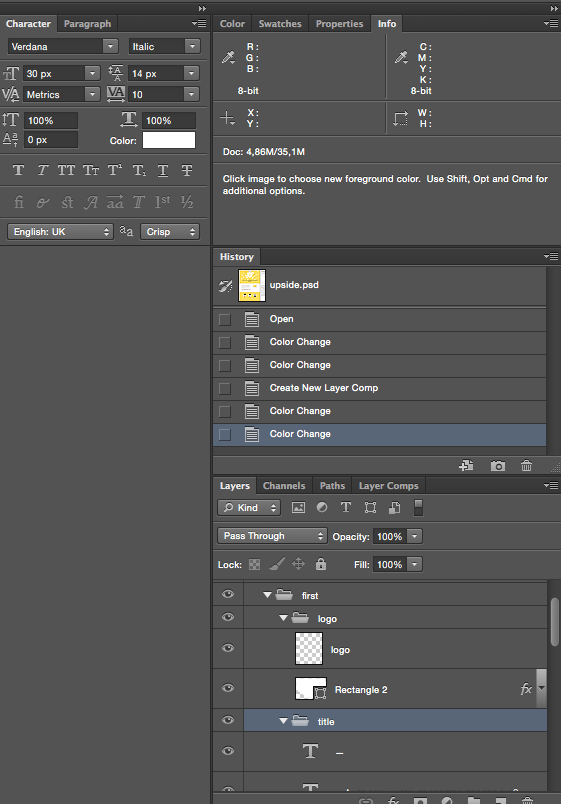 Character Paragraph
Verdana Italic
30 px 14 px
Metrics 10
100% 100%
0 px Color:
English: UK aa Crisp
Color Swatches Properties Info
R: C:
G: M:
B: Y:
K:
8-bit 8-bit
X: W:
Y: H:
Doc: 4,86M/35,1M
Click image to choose new foreground color. Use Shift, Opt and Cmd for
additional options.
History
upside.psd
Open
Color Change
Color Change
Create New Layer Comp
Color Change
Color Change
Layers Channels Paths Layer Comps
Kind
Pass Through Opacity: 100%
Lock: Fill: 100%
first
logo
logo
Rectangle 2 fx
title
T –